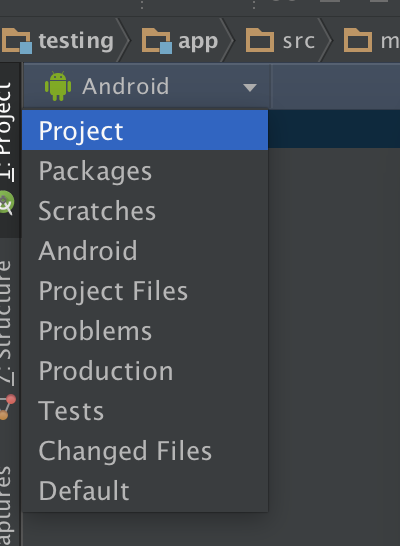 testing app src
Android
1: Project
Project
Packages
Scratches
Android
Project Files
Problems
Production
Tests
Changed Files
Default
Structure